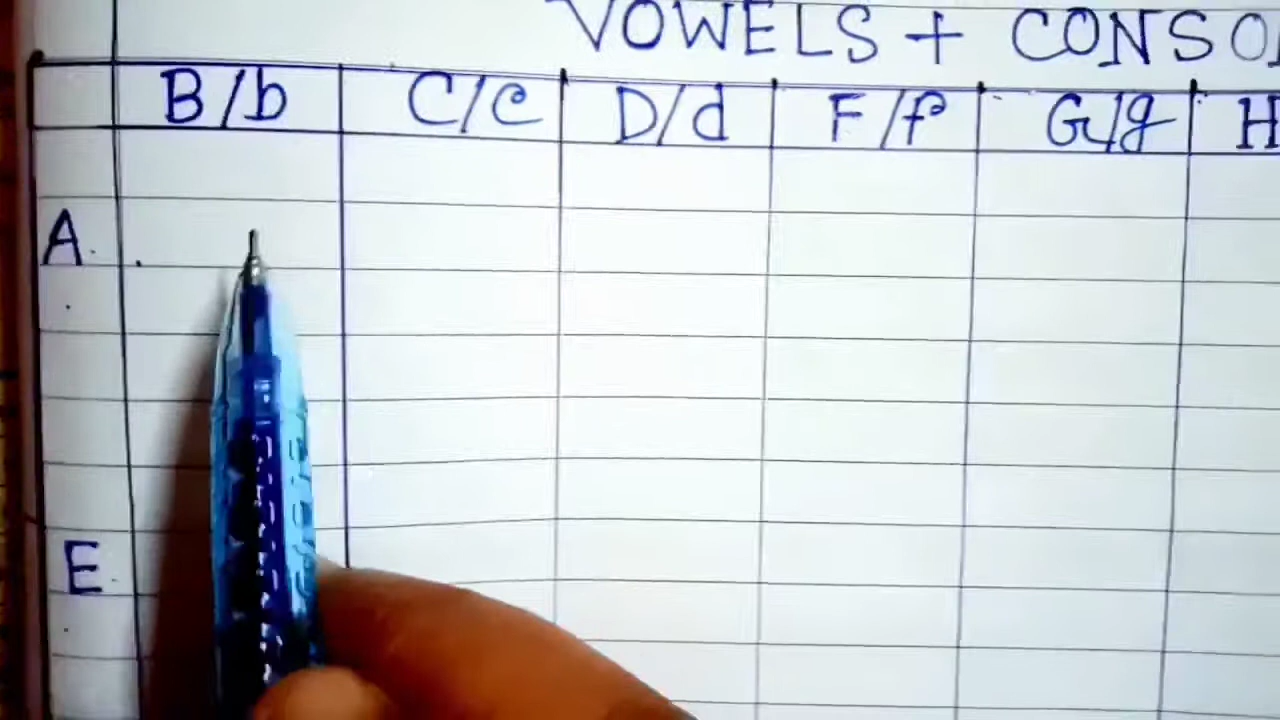 VOWELS + CONSO
B/b C/c D/d F/f G/g H
A.
E.